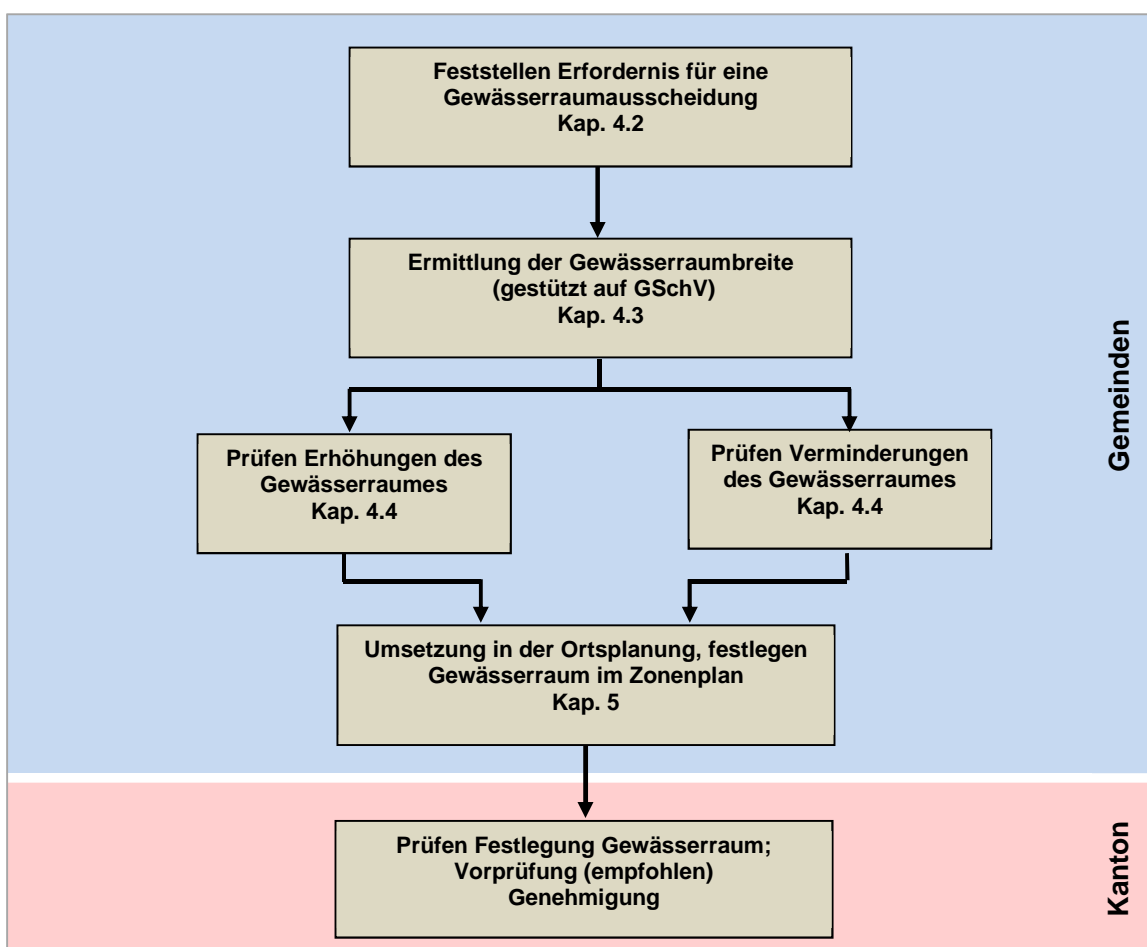 Feststellen Erfordernis für eine
Gewässerraumausscheidung
Kap. 4.2
Ermittlung der Gewässerraumbreite
(gestützt auf GSchV)
Kap. 4.3
Prüfen Erhöhungen des
Gewässerraumes
Kap. 4.4
Prüfen Verminderungen
des Gewässerraumes
Kap. 4.4
Umsetzung in der Ortsplanung, festlegen
Gewässerraum im Zonenplan
Kap. 5
Gemeinden
Prüfen Festlegung Gewässerraum;
Vorprüfung (empfohlen)
Genehmigung
Kanton